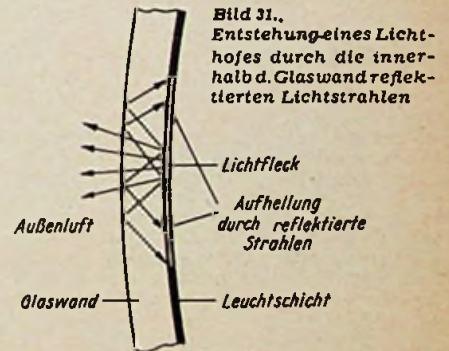 Bild 31.,
Entstehung eines Licht-
hofes durch die inner-
halb d. Glaswand reflek-
tierten Lichtstrahlen
Lichtfleck
Aufhellung
durch reflektierte
Strahlen
Außenluft
Glaswand
Leuchtschicht